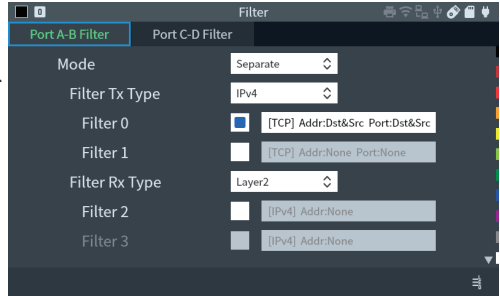 0 Filter
Port A-B Filter Port C-D Filter
Mode Separate
Filter Tx Type IPv4
Filter 0 [TCP] Addr:Dst&Src Port:Dst&Src
Filter 1 [TCP] Addr:None Port:None
Filter Rx Type Layer2
Filter 2 [IPv4] Addr:None
Filter 3 [IPv4] Addr:None